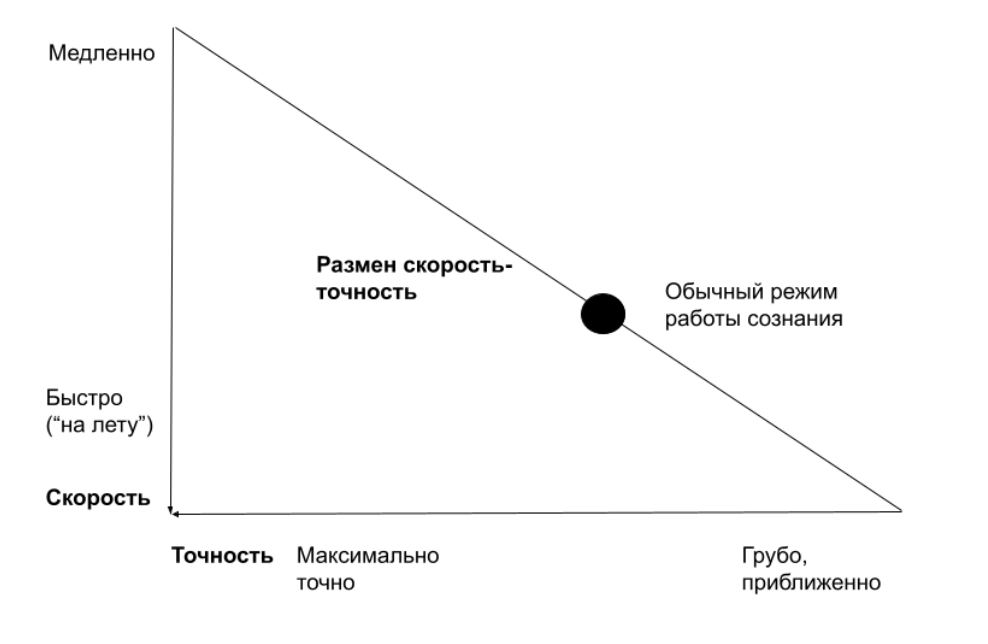 Медленно
Размен скорость-
точность
Обычный режим
работы сознания
Быстро
(“на лету”)
Скорость
Точность
Максимально
точно
Грубо,
приближенно